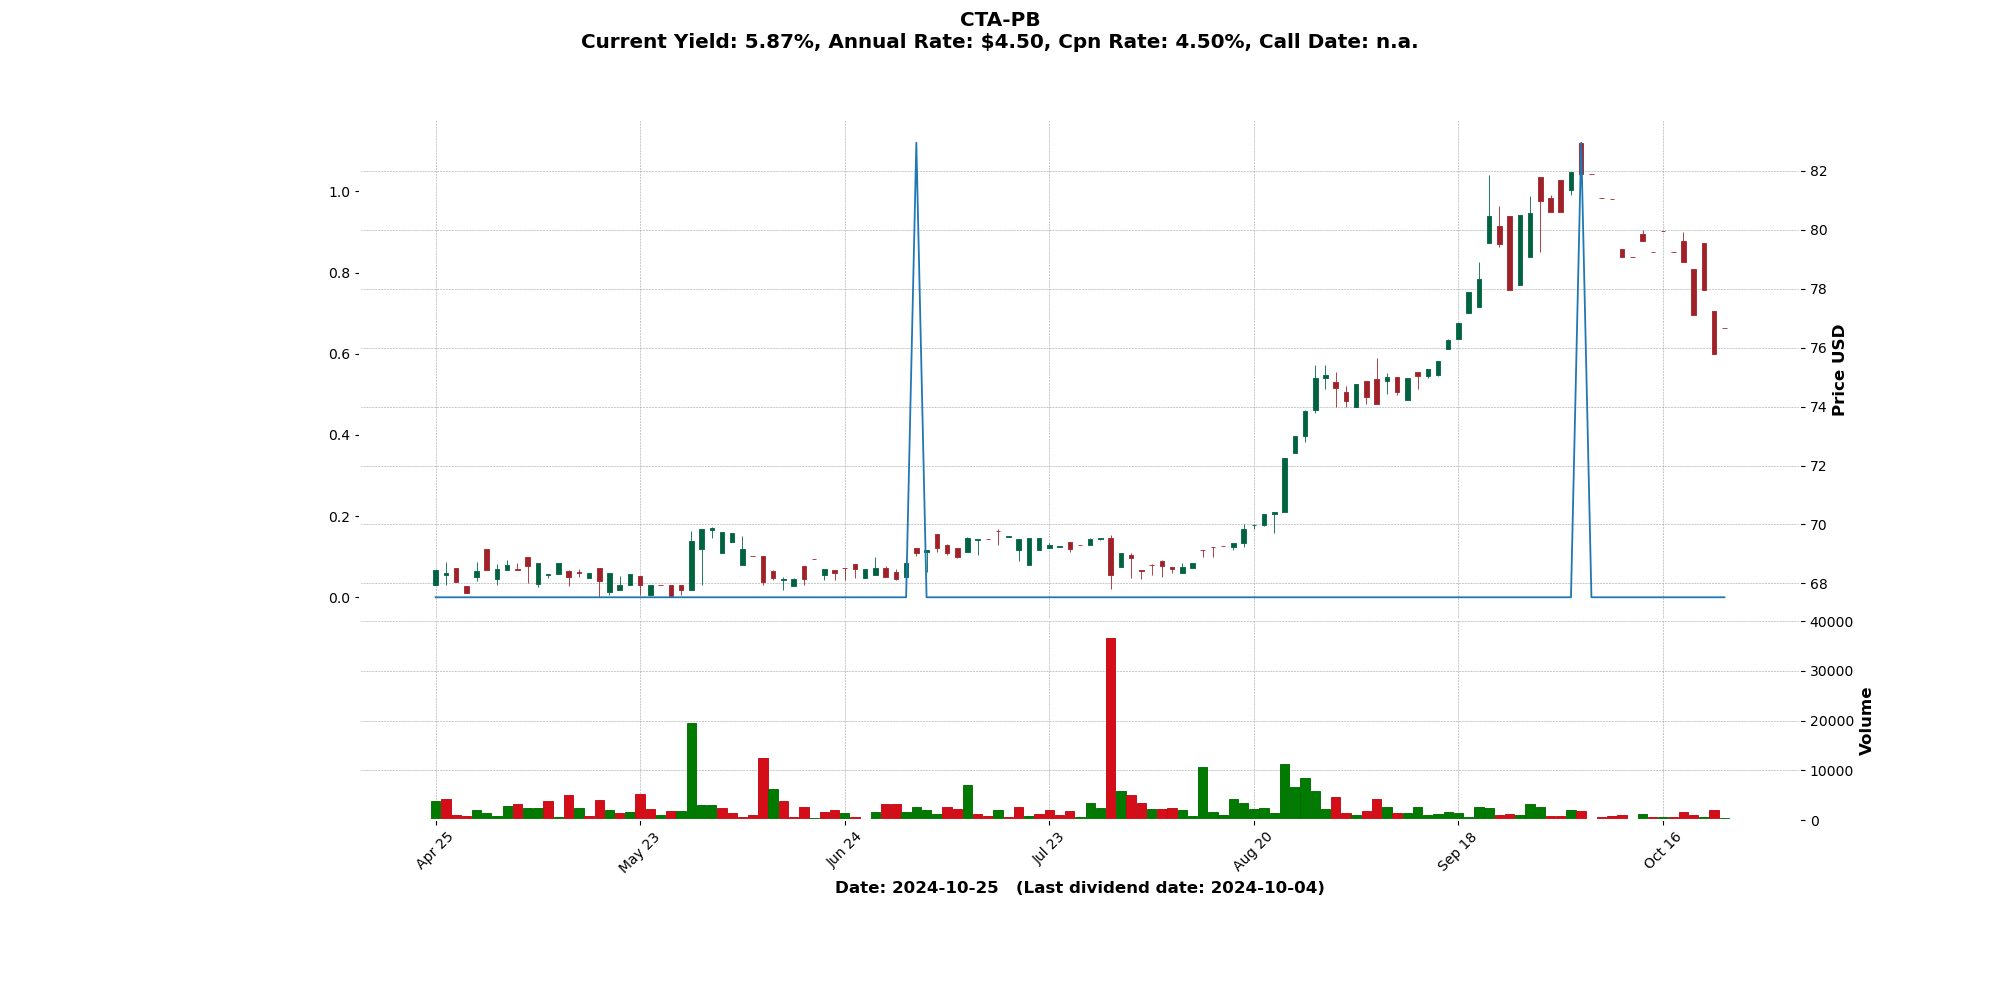 CTA-PB
Current Yield: 5.87%, Annual Rate: $4.50, Cpn Rate: 4.50%, Call Date: n.a.
1.0
0.8
0.6
0.4
0.2
0.0
82
80
78
76
74
72
70
68
Price USD
40000
30000
20000
10000
0
Volume
Apr 25
May 23
Jun 24
Jul 23
Aug 20
Sep 18
Oct 16
Date: 2024-10-25 (Last dividend date: 2024-10-04)